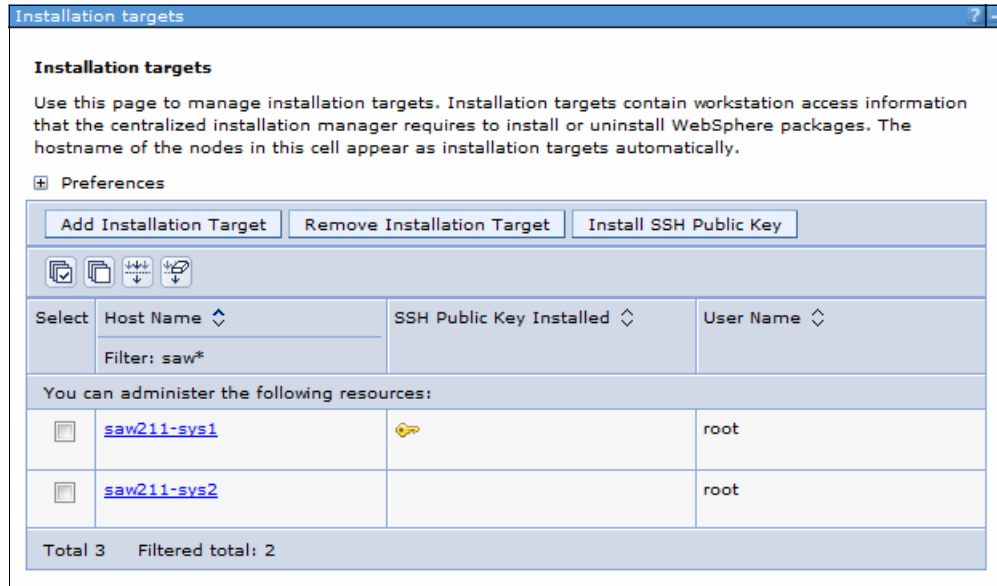 Installation targets
?
Installation targets
Use this page to manage installation targets. Installation targets contain workstation access information
that the centralized installation manager requires to install or uninstall WebSphere packages. The
hostname of the nodes in this cell appear as installation targets automatically.
Preferences
Add Installation Target Remove Installation Target Install SSH Public Key
Select Host Name SSH Public Key Installed User Name
Filter: saw*
You can administer the following resources:
saw211-sys1 root
saw211-sys2 root
Total 3 Filtered total: 2